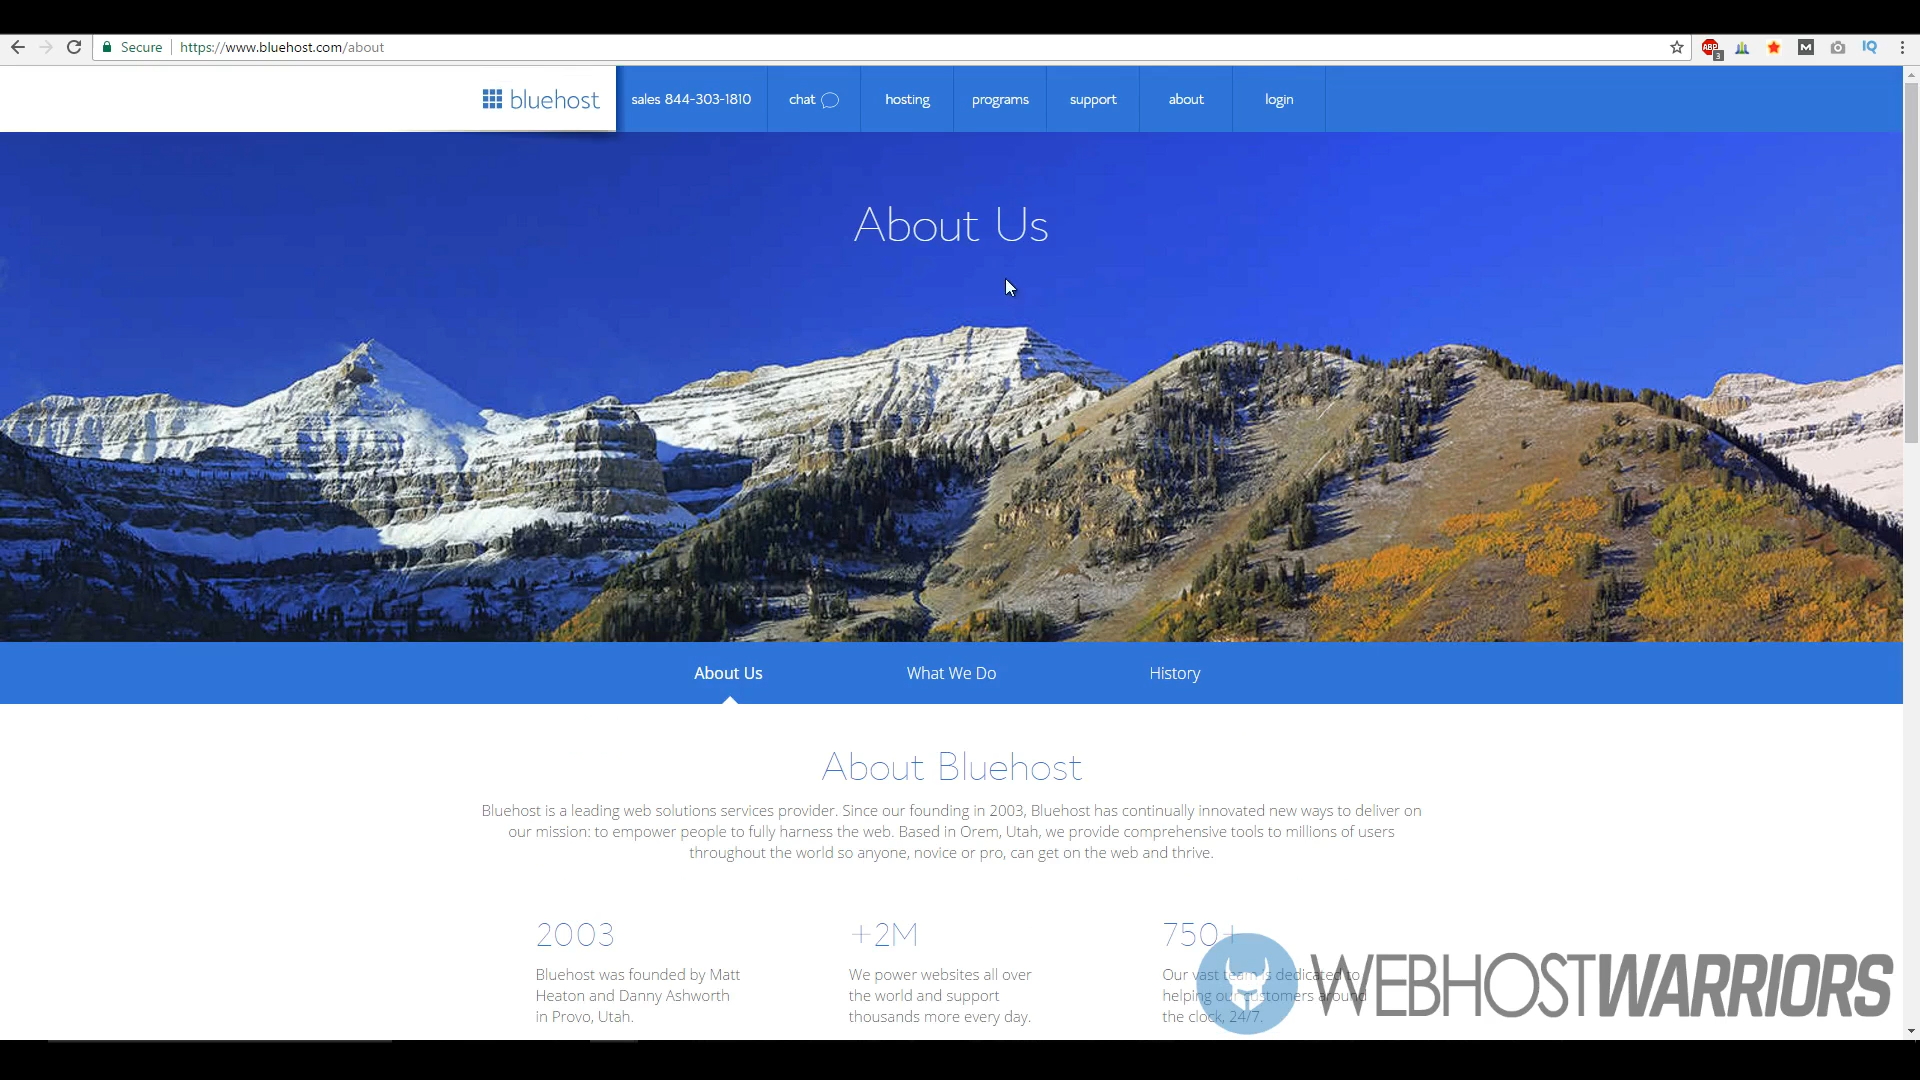 Secure https://www.bluehost.com/about
ABP
3
M
IQ
bluehost
sales 844-303-1810
chat
hosting
programs
support
about
login
About Us
About Us
What We Do
History
About Bluehost
Bluehost is a leading web solutions services provider. Since our founding in 2003, Bluehost has continually innovated new ways to deliver on
our mission: to empower people to fully harness the web. Based in Orem, Utah, we provide comprehensive tools to millions of users
throughout the world so anyone, novice or pro, can get on the web and thrive.
2003
Bluehost was founded by Matt
Heaton and Danny Ashworth
in Provo, Utah.
+2M
We power websites all over
the world and support
thousands more every day.
750+
Our vast team is dedicated to
helping our customers around
the clock, 24/7.
WEBHOSTWARRIORS